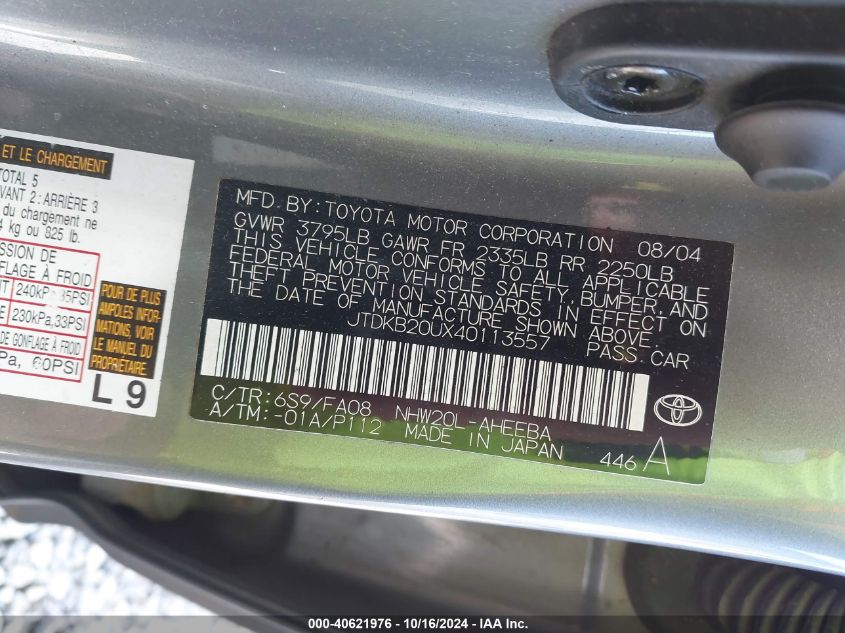 ET LE CHARGEMENT
TOTAL 5
AVANT 2: ARRIÈRE 3
du chargement ne
kg ou 825 lb.
ESSION DE
NFLAGE À FROID
240kPa,35PSI
230kPa,33PSI
DE GONFLAGE À FROID
Pa, 60PSI
POUR DE PLUS
AMPLES INFOR-
MATIONS, VOIR
LE MANUEL DU
PROPRIÉTAIRE.
L 9
MFD. BY: TOYOTA MOTOR CORPORATION 08/04
GVWR 3795LB GAWR FR 2335LB RR 2250LB
THIS VEHICLE CONFORMS TO ALL APPLICABLE
FEDERAL MOTOR VEHICLE SAFETY, BUMPER, AND
THEFT PREVENTION STANDARDS IN EFFECT ON
THE DATE OF MANUFACTURE SHOWN ABOVE.
JTDKB20UX40113557 PASS. CAR
C/TR: 6S9/FA08 NHW20L-AHEEBA
A/TM: -01A/P112 MADE IN JAPAN
446 A
000-40621976 - 10/16/2024 - IAA Inc.